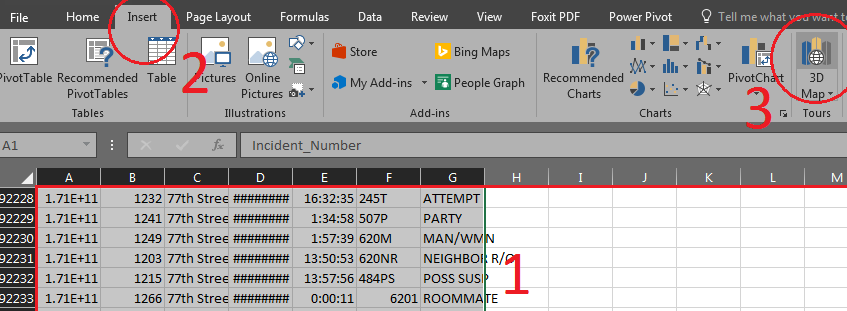 File Home Insert Page Layout Formulas Data Review View Foxit PDF Power Pivot Tell me what you want to
PivotTable Recommended PivotTables Table
Pictures Online Pictures
Store
My Add-ins
Bing Maps
People Graph
Recommended Charts
PivotChart
3D Map
Tables Illustrations Add-ins Charts Tours
2
3
A1 Incident_Number
A B C D E F G H I J K L M
92228 1.71E+11 1232 77th Stree ######## 16:32:35 245T ATTEMPT
92229 1.71E+11 1241 77th Stree ######## 1:34:58 507P PARTY
92230 1.71E+11 1249 77th Stree ######## 1:57:39 620M MAN/WMN
92231 1.71E+11 1203 77th Stree ######## 13:50:53 620NR NEIGHBOR R/O
92232 1.71E+11 1215 77th Stree ######## 13:57:56 484PS POSS SUSP
92233 1.71E+11 1266 77th Stree ######## 0:00:11 6201 ROOMMATE
1